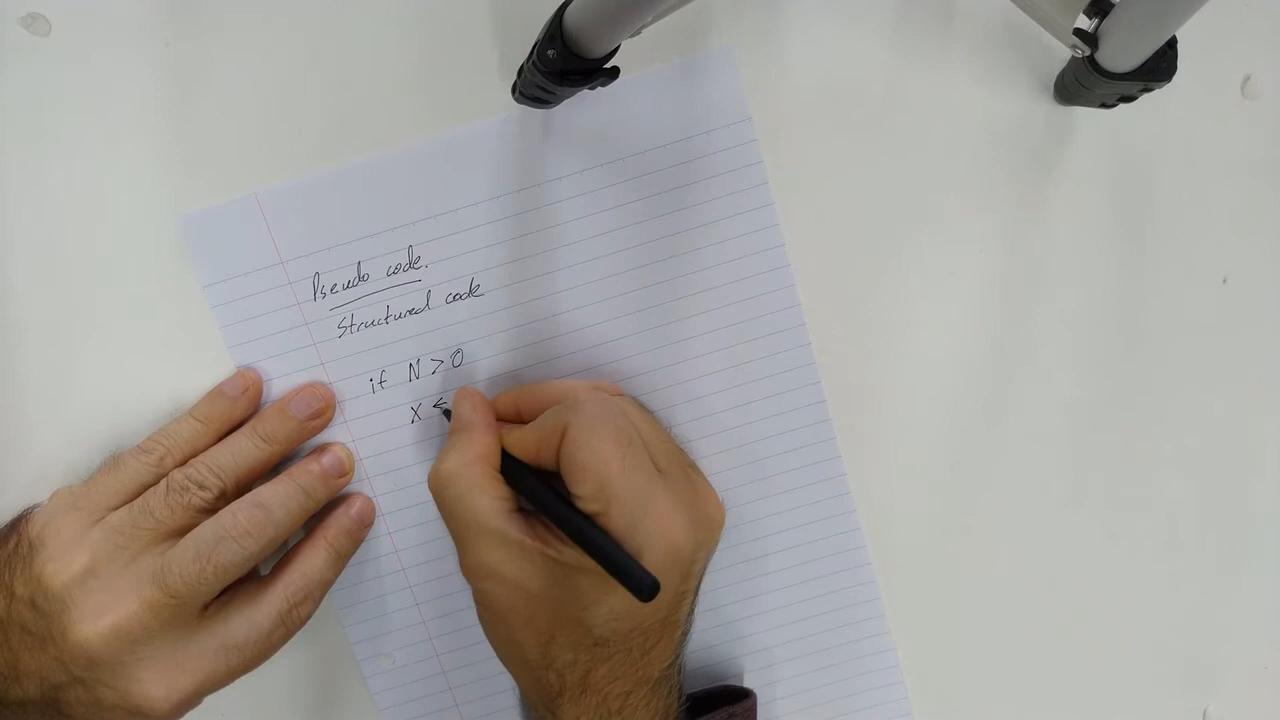 Pseudo code.
Structured code
if N > 0
X ←